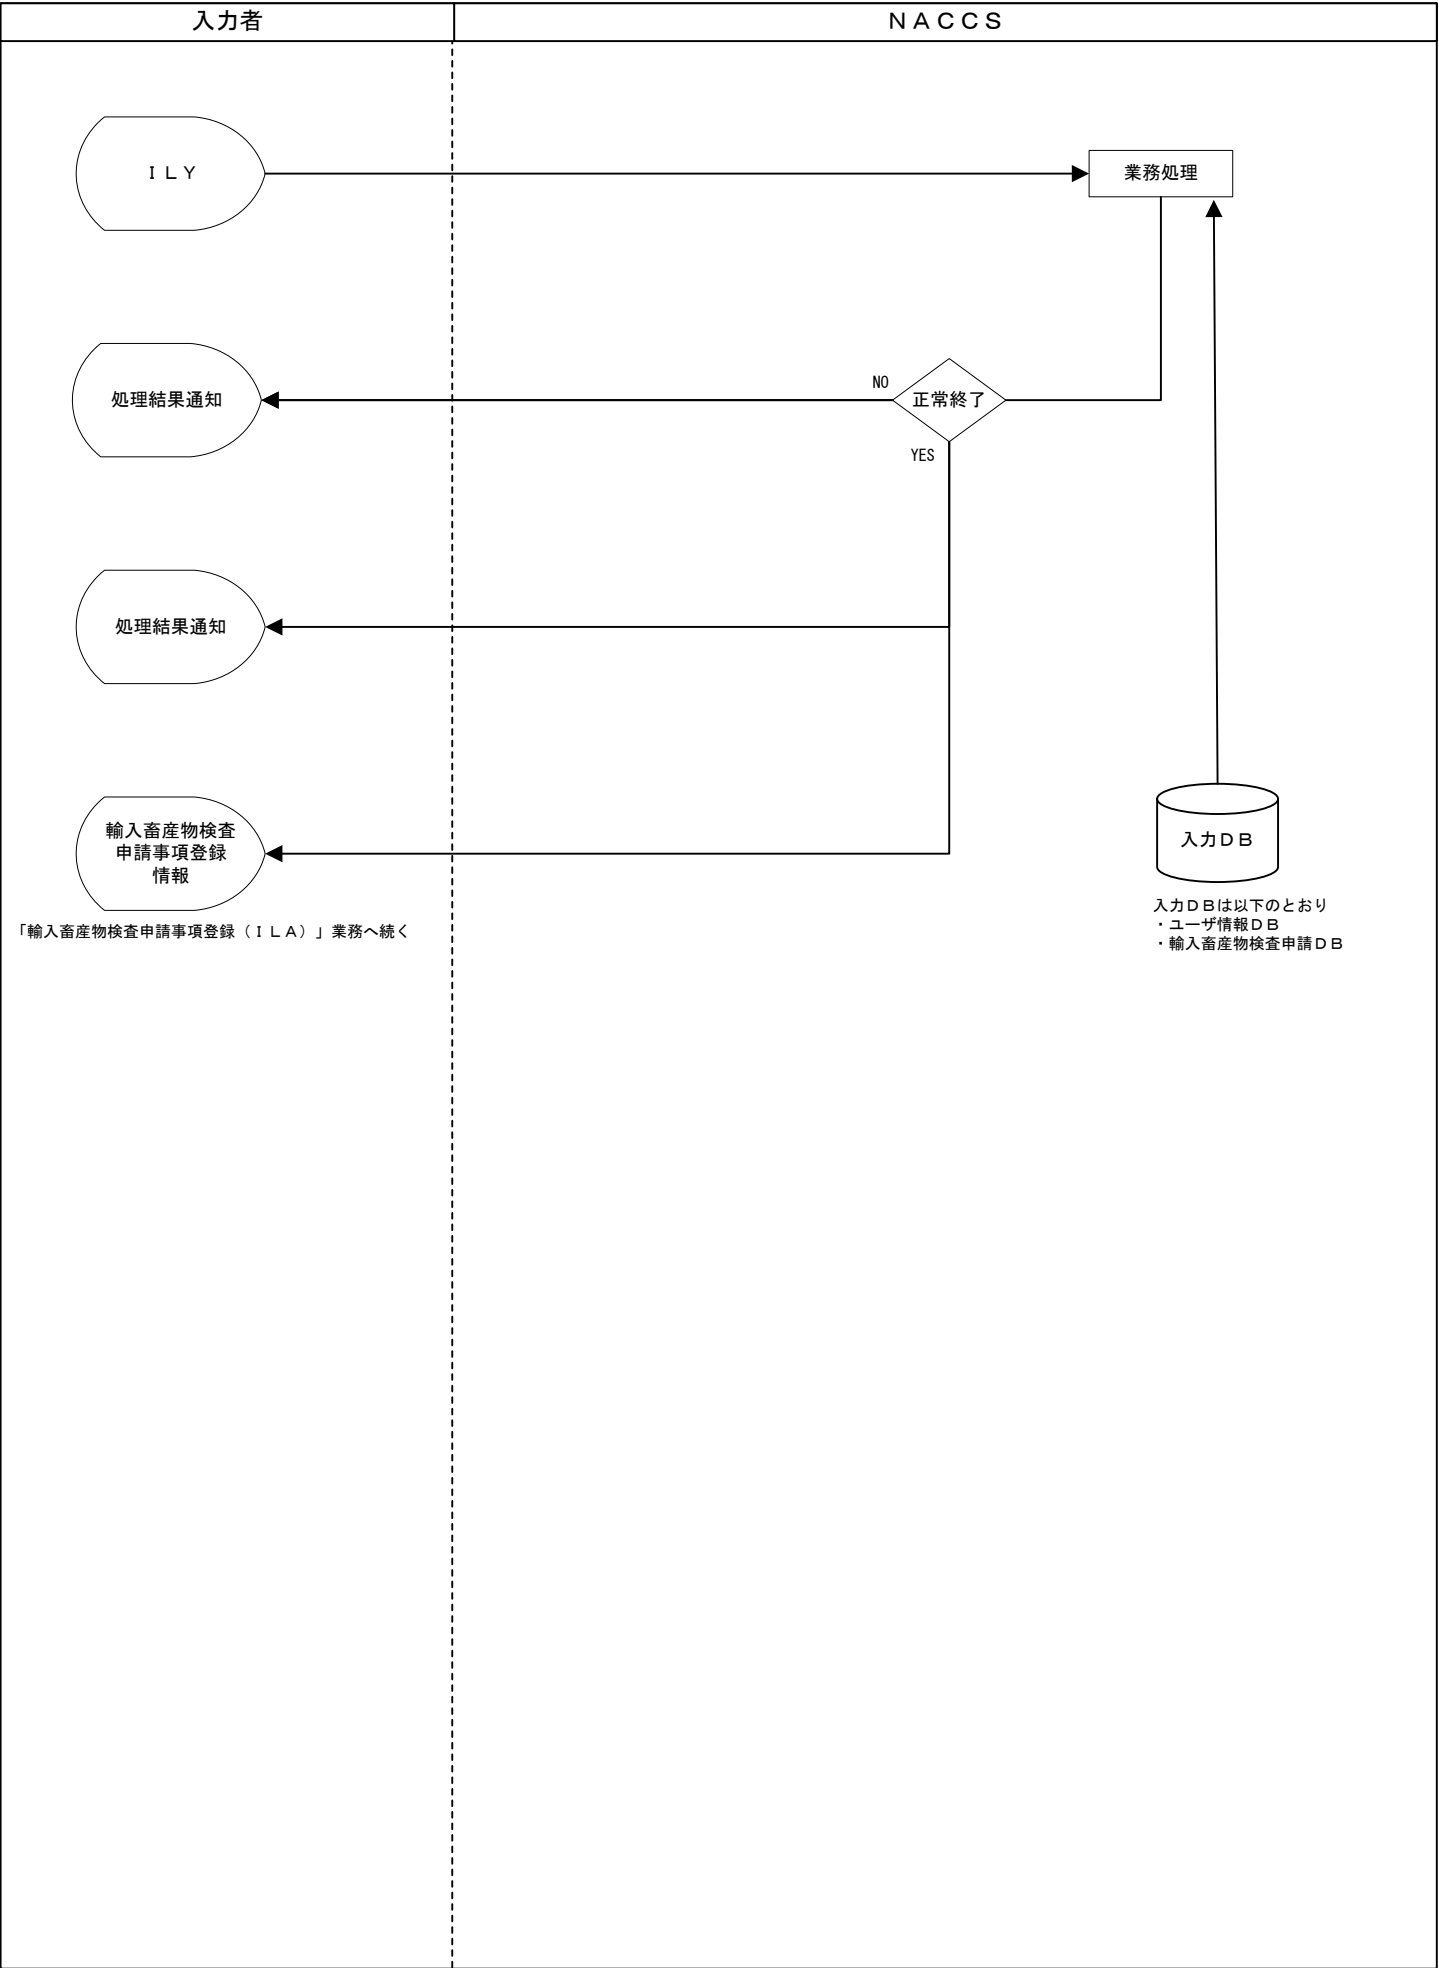 入力者
ＮＡＣＣＳ
ＩＬＹ
業務処理
NO
正常終了
処理結果通知
YES
処理結果通知
輸入畜産物検査
申請事項登録
情報
「輸入畜産物検査申請事項登録（ＩＬＡ）」業務へ続く
入力ＤＢ
入力ＤＢは以下のとおり
・ユーザ情報ＤＢ
・輸入畜産物検査申請ＤＢ